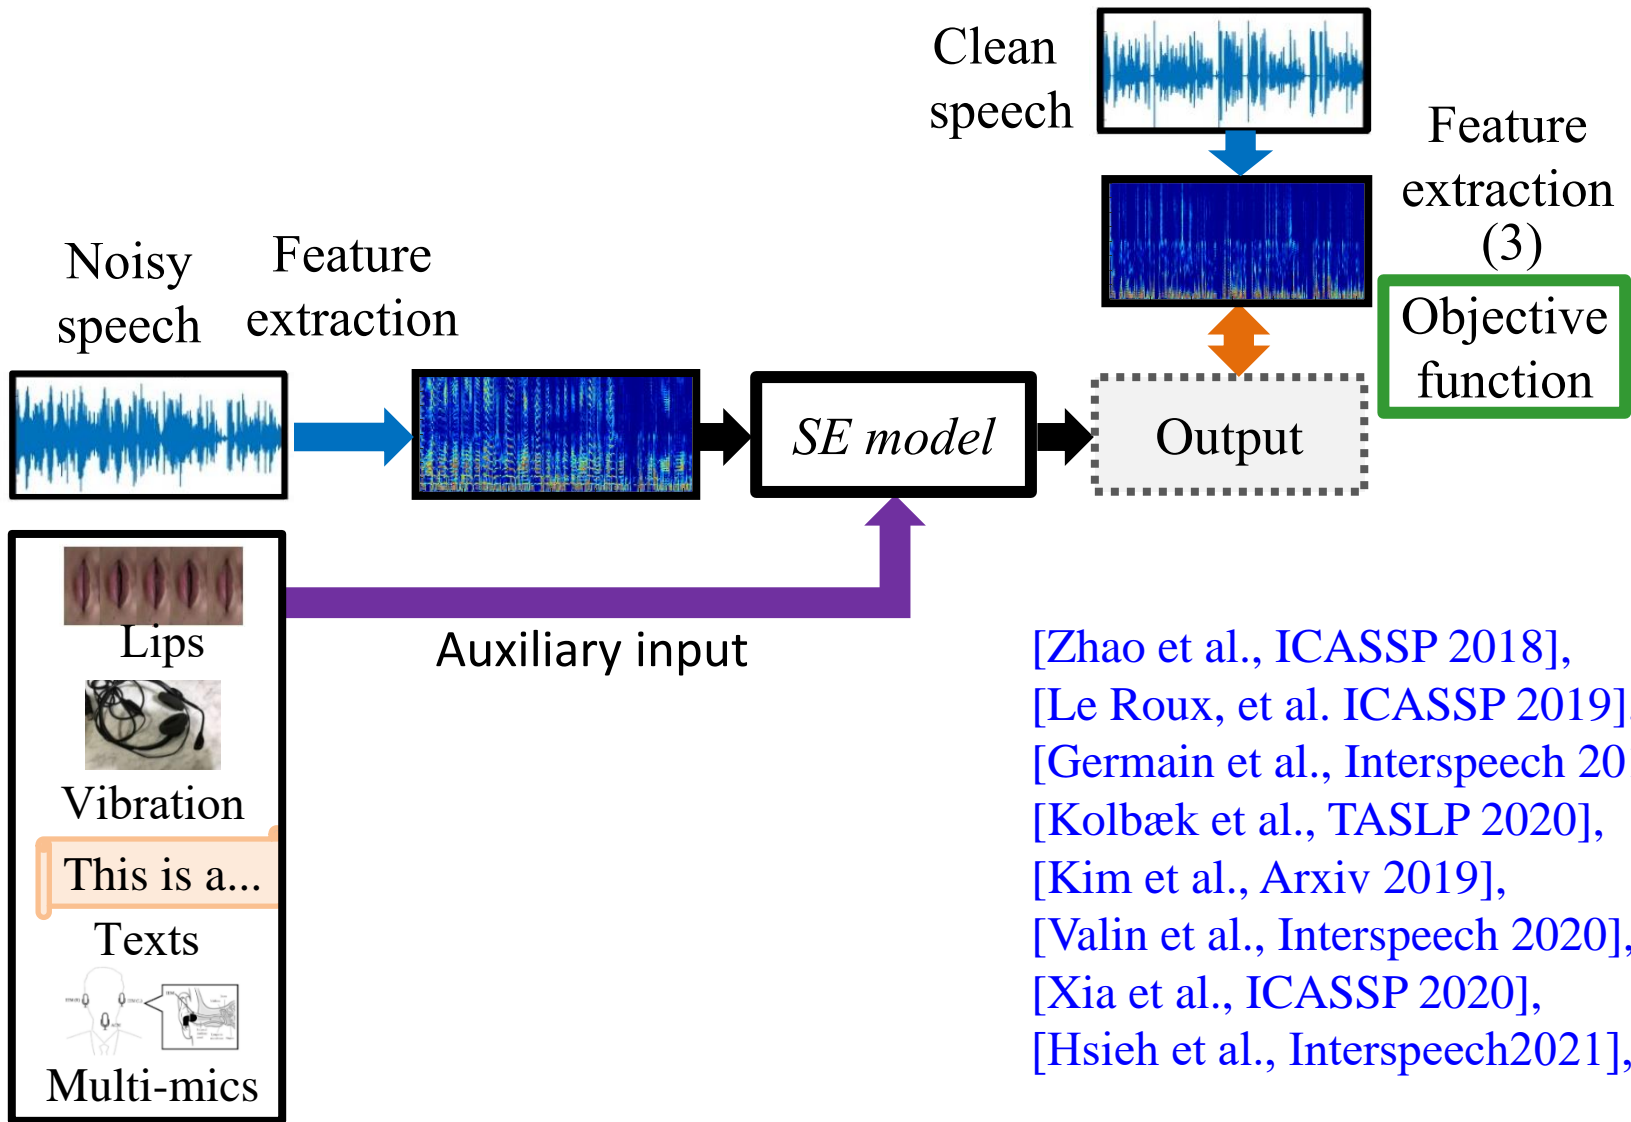 Clean
speech
Feature
extraction
(3)
Objective
function
Noisy
speech
Feature
extraction
SE model
Output
Lips
Vibration
This is a...
Texts
Multi-mics
Auxiliary input
[Zhao et al., ICASSP 2018],
[Le Roux, et al. ICASSP 2019],
[Germain et al., Interspeech 20
[Kolbæk et al., TASLP 2020],
[Kim et al., Arxiv 2019],
[Valin et al., Interspeech 2020],
[Xia et al., ICASSP 2020],
[Hsieh et al., Interspeech2021],